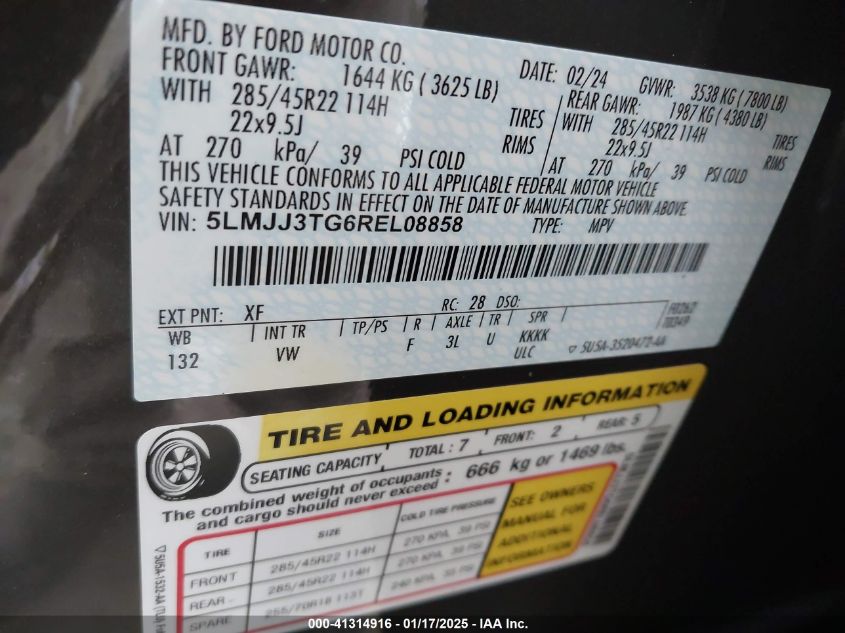 MFD. BY FORD MOTOR CO.
DATE: 02/24 GVWR: 3538 KG ( 7800 LB)
FRONT GAWR: 1644 KG ( 3625 LB) REAR GAWR: 1987 KG ( 4380 LB)
WITH 285/45R22 114H TIRES WITH 285/45R22 114H TIRES
22x9.5J RIMS 22x9.5J RIMS
AT 270 kPa/ 39 PSI COLD AT 270 kPa/ 39 PSI COLD
THIS VEHICLE CONFORMS TO ALL APPLICABLE FEDERAL MOTOR VEHICLE
SAFETY STANDARDS IN EFFECT ON THE DATE OF MANUFACTURE SHOWN ABOVE.
VIN: 5LMJJ3TG6REL08858 TYPE: MPV
EXT PNT: XF RC: 28 DSO:
WB INT TR TP/PS R AXLE TR SPR
132 VW F 3L U KKKK
ULC
5U5A-3520472-AA
TIRE AND LOADING INFORMATION
SEATING CAPACITY TOTAL : 7 FRONT: 2 REAR: 5
The combined weight of occupants and cargo should never exceed : 666 kg or 1469 lbs.
TIRE SIZE COLD TIRE PRESSURE
FRONT 285/45R22 114H 270 KPA, 39 PSI
REAR 285/45R22 114H 270 KPA, 39 PSI
SPARE 255/70R18 113T
SEE OWNERS
MANUAL FOR
ADDITIONAL
INFORMATION
000-41314916 - 01/17/2025 - IAA Inc.